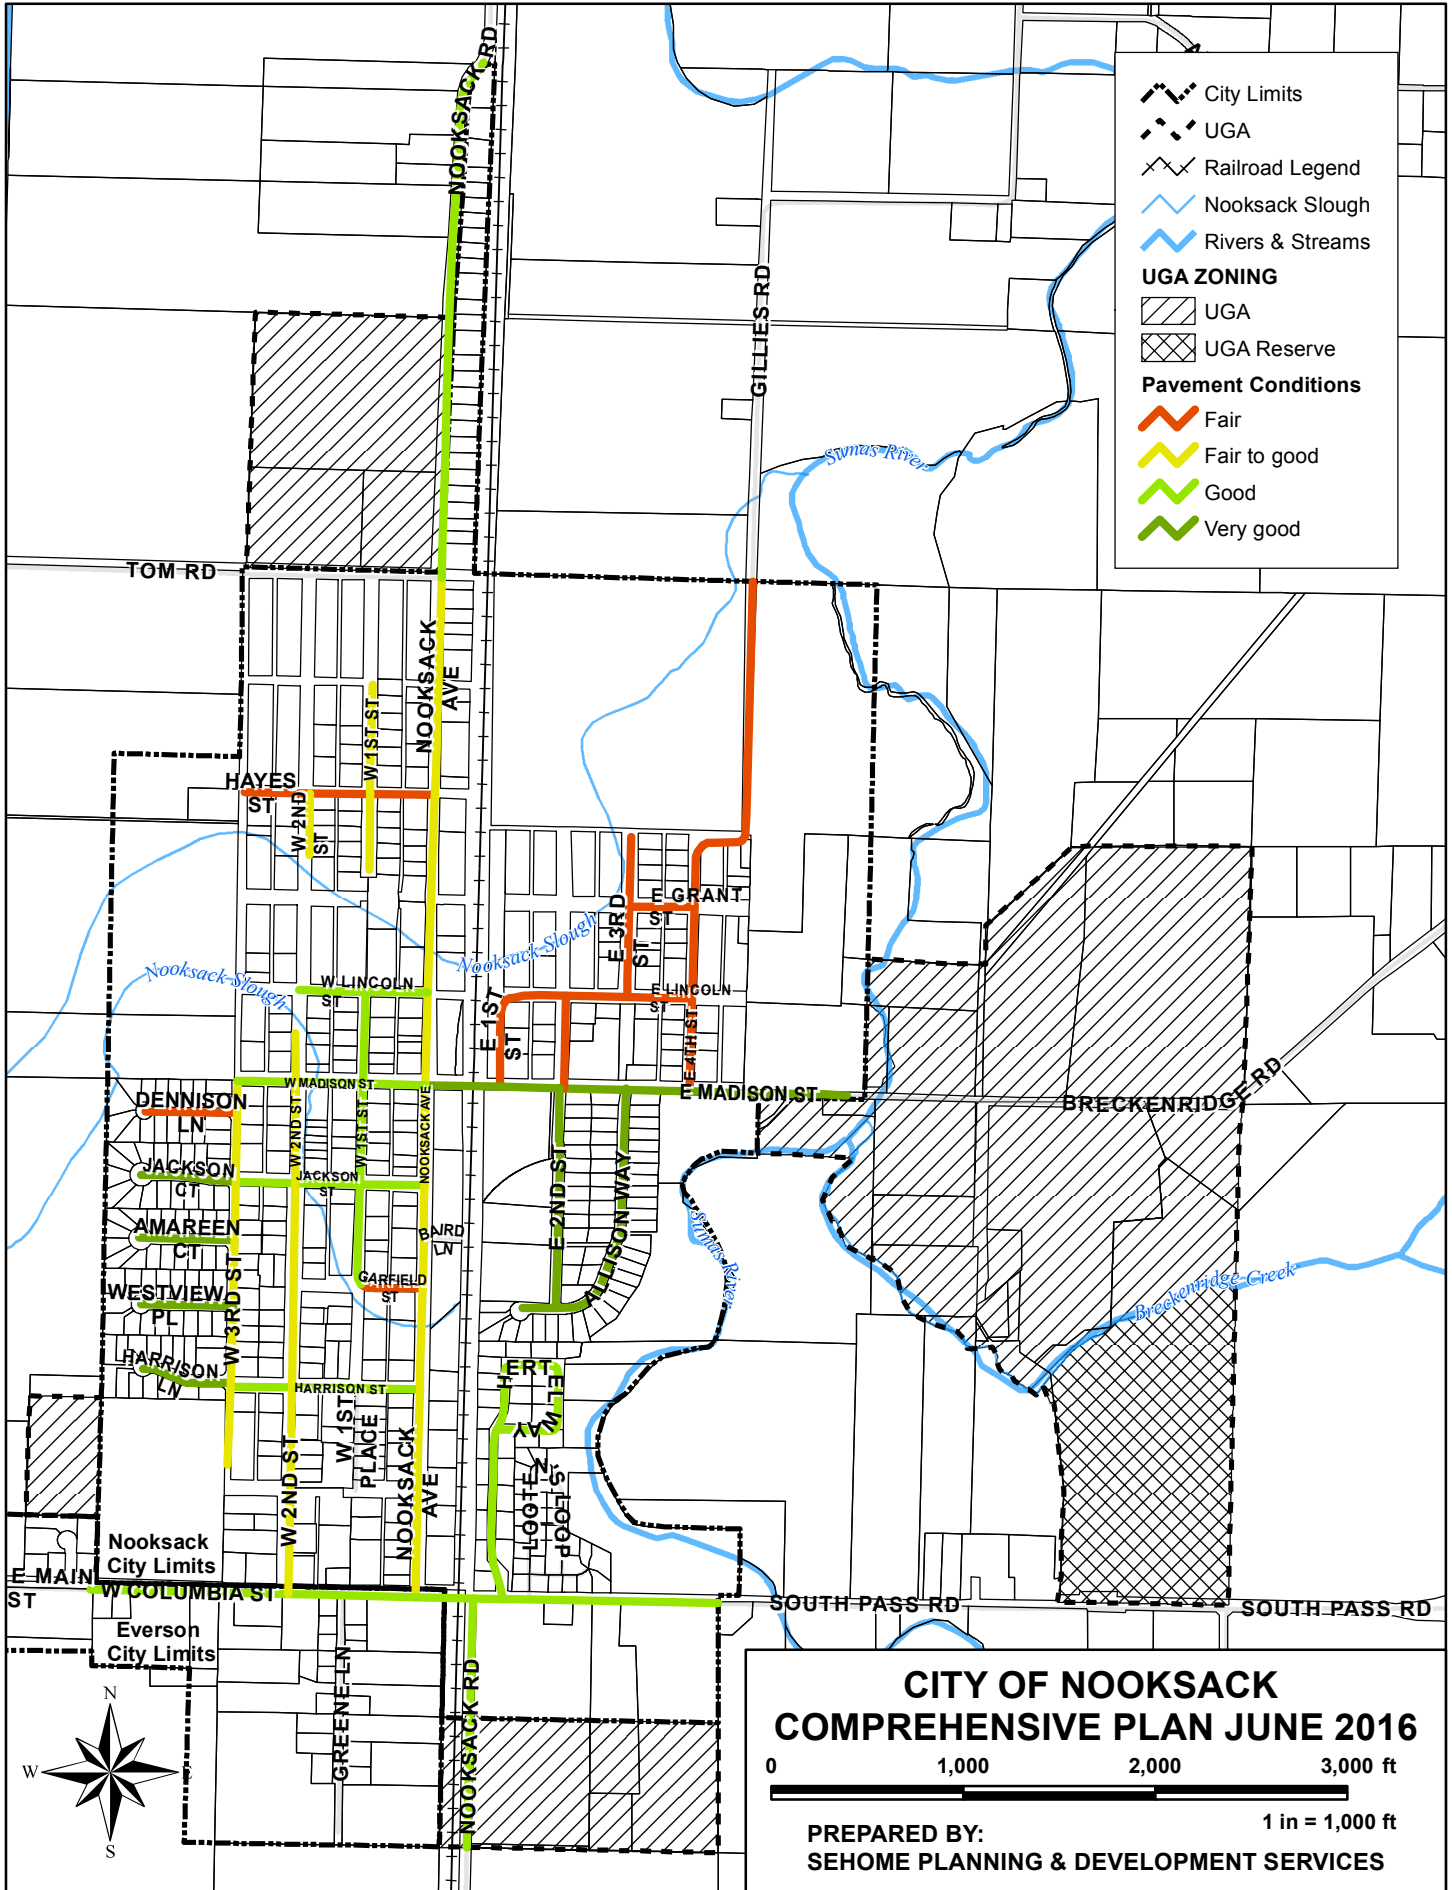 NOOKSACK RD
City Limits
UGA
Railroad Legend
Nooksack Slough
Rivers & Streams
UGA ZONING
UGA
UGA Reserve
Pavement Conditions
Fair
Fair to good
Good
Very good
GILLIES RD
Sumas River
TOM RD
NOOKSACK
AVE
W 1ST ST
HAYES
ST
W 2ND
ST
E GRANT
ST
E 3RD
ST
Nooksack Slough
Nooksack Slough
W LINCOLN
ST
E LINCOLN
ST
E 1ST
ST
E 4TH ST
W MADISON ST
E MADISON ST
BRECKENRIDGE RD
DENNISON
LN
W 2ND ST
W 1ST ST
NOOKSACK AVE
JACKSON
CT
JACKSON
ST
E 2ND ST
ALLISON WAY
AMAREEN
CT
BAIRD
LN
Sumas River
W 3RD ST
GARFIELD
ST
WESTVIEW
PL
Breckenridge Creek
HARRISON
LN
HARRISON ST
HERTEL WAY
W 1ST
PLACE
W 2ND ST
NOOKSACK
AVE
LOOTENS LOOP
Nooksack
City Limits
E MAIN
ST
W COLUMBIA ST
SOUTH PASS RD
SOUTH PASS RD
Everson
City Limits
GREENE LN
NOOKSACK RD
N
W
E
S
CITY OF NOOKSACK
COMPREHENSIVE PLAN JUNE 2016
0 1,000 2,000 3,000 ft
1 in = 1,000 ft
PREPARED BY:
SEHOME PLANNING & DEVELOPMENT SERVICES